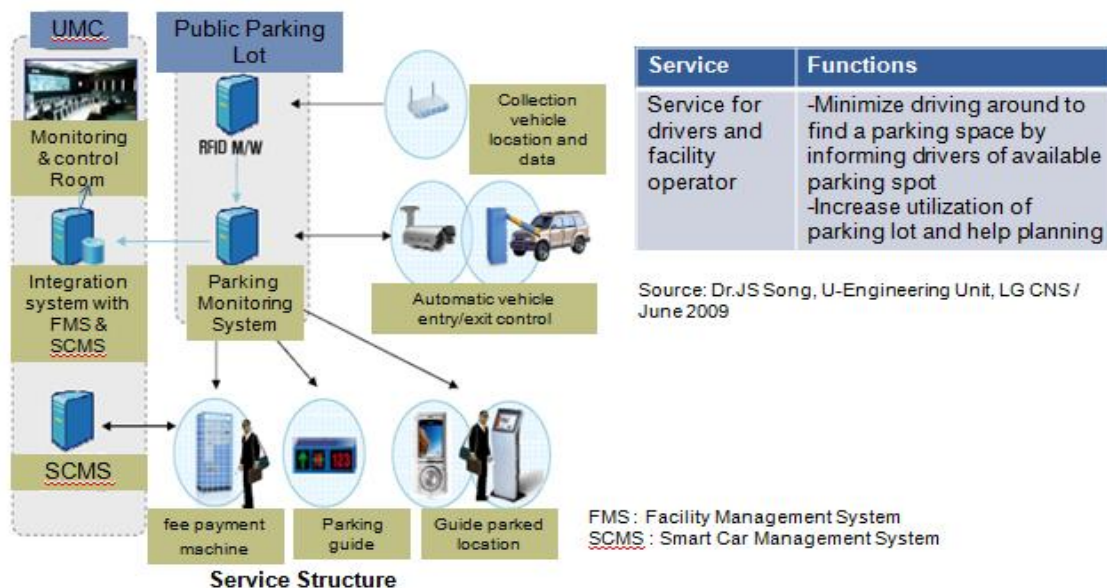 UMC
Public Parking
Lot
Monitoring
& control
Room
RFID M/W
Collection
vehicle
location and
data
Integration
system with
FMS &
SCMS
Parking
Monitoring
System
Automatic vehicle
entry/exit control
SCMS
123
fee payment
machine
Parking
guide
Guide parked
location
Service Structure
Service
Functions
Service for
drivers and
facility
operator
-Minimize driving around to
find a parking space by
informing drivers of available
parking spot
-Increase utilization of
parking lot and help planning
Source: Dr.JS Song, U-Engineering Unit, LG CNS /
June 2009
FMS : Facility Management System
SCMS : Smart Car Management System